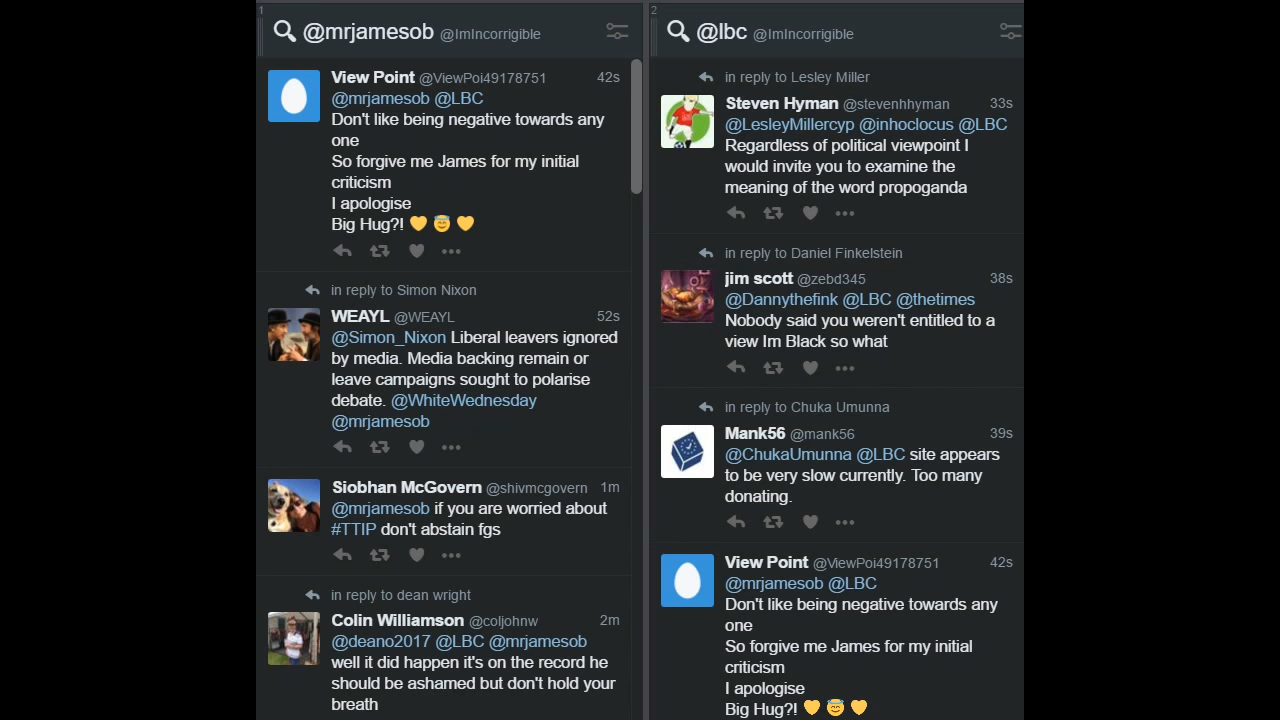 1
@mrjamesob @ImIncorrigible
View Point @ViewPoi49178751 42s
@mrjamesob @LBC
Don't like being negative towards any
one
So forgive me James for my initial
criticism
I apologise
Big Hug?! 💛 😇 💛
in reply to Simon Nixon
WEAYL @WEAYL 52s
@Simon_Nixon Liberal leavers ignored
by media. Media backing remain or
leave campaigns sought to polarise
debate. @WhiteWednesday
@mrjamesob
Siobhan McGovern @shivmcgovern 1m
@mrjamesob if you are worried about
#TTIP don't abstain fgs
in reply to dean wright
Colin Williamson @coljohnw 2m
@deano2017 @LBC @mrjamesob
well it did happen it's on the record he
should be ashamed but don't hold your
breath
2
@lbc @ImIncorrigible
in reply to Lesley Miller
Steven Hyman @stevenhhyman 33s
@LesleyMillercyp @inhoclocus @LBC
Regardless of political viewpoint I
would invite you to examine the
meaning of the word propoganda
in reply to Daniel Finkelstein
jim scott @zebd345 38s
@Dannythefink @LBC @thetimes
Nobody said you weren't entitled to a
view Im Black so what
in reply to Chuka Umunna
Mank56 @mank56 39s
@ChukaUmunna @LBC site appears
to be very slow currently. Too many
donating.
View Point @ViewPoi49178751 42s
@mrjamesob @LBC
Don't like being negative towards any
one
So forgive me James for my initial
criticism
I apologise
Big Hug?! 💛 😇 💛